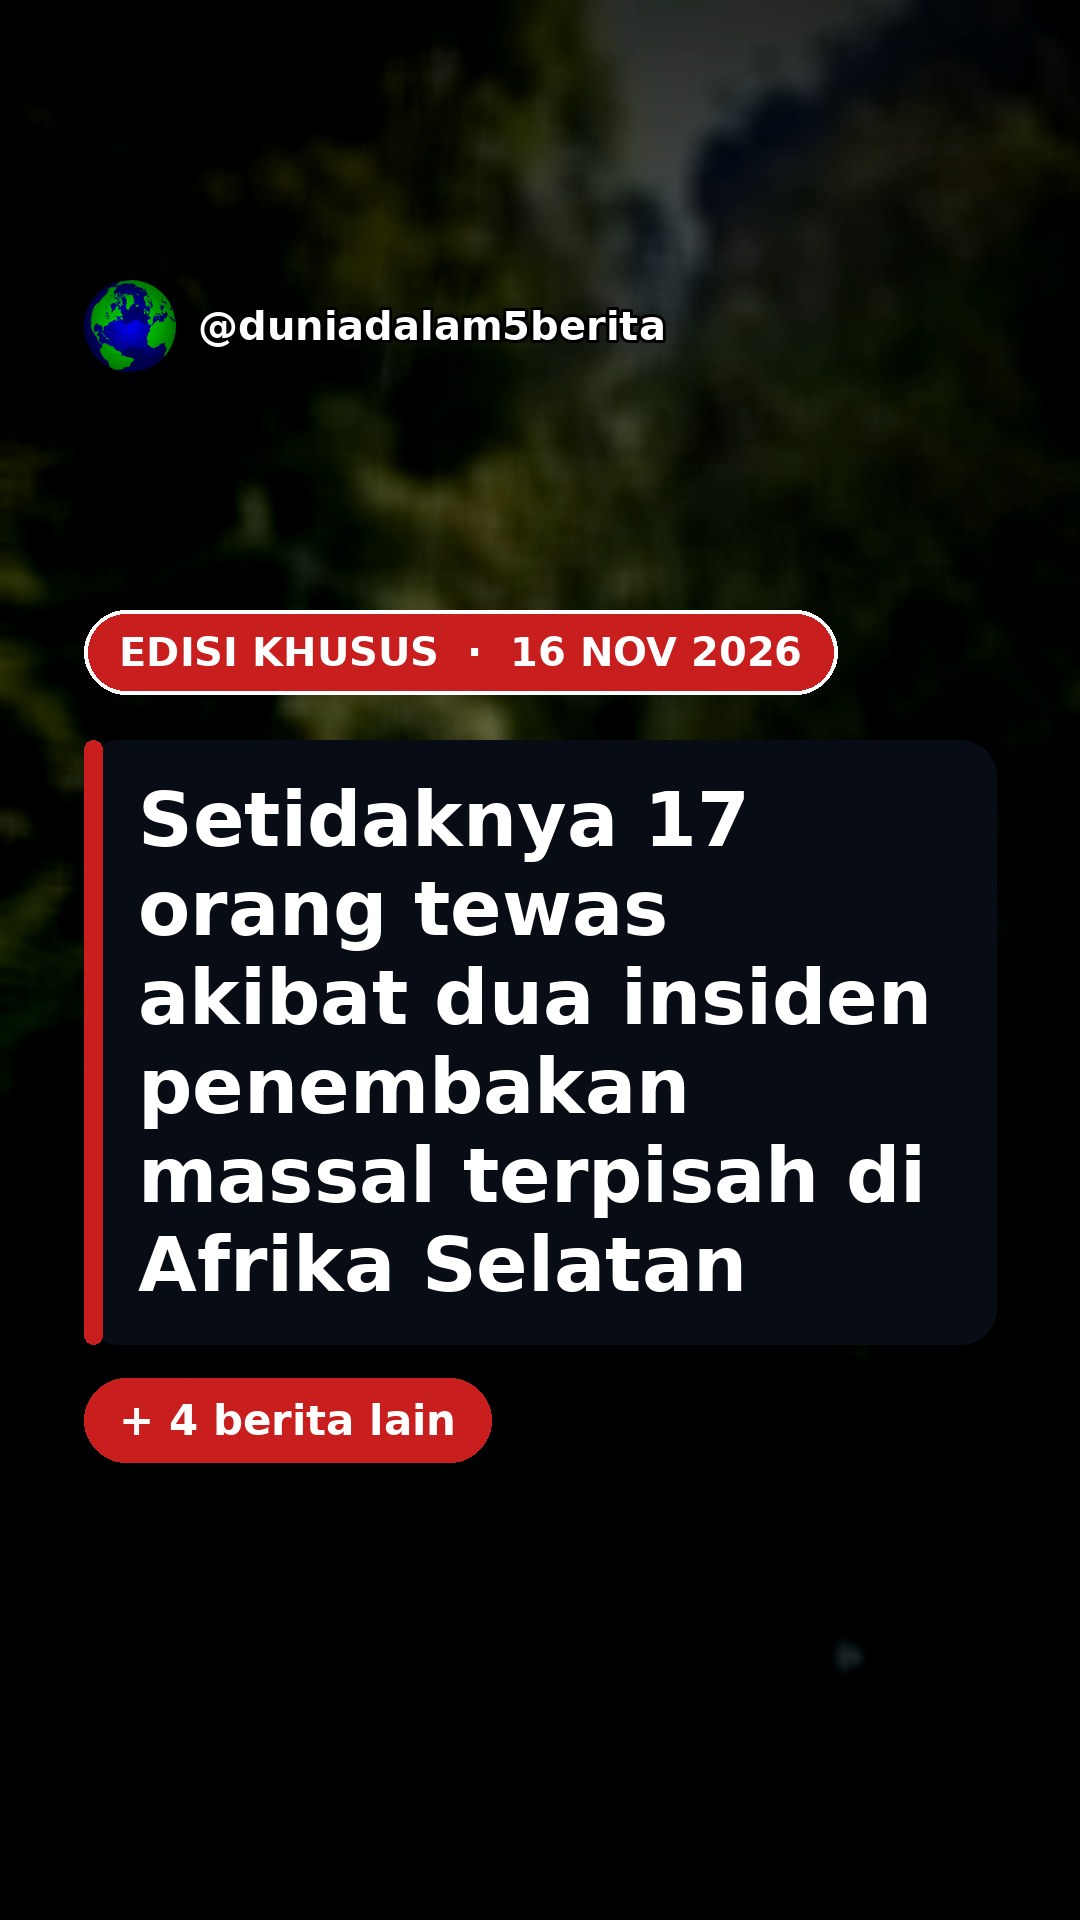 @duniadalam5berita
EDISI KHUSUS · 16 NOV 2026
Setidaknya 17
orang tewas
akibat dua insiden
penembakan
massal terpisah di
Afrika Selatan
+ 4 berita lain